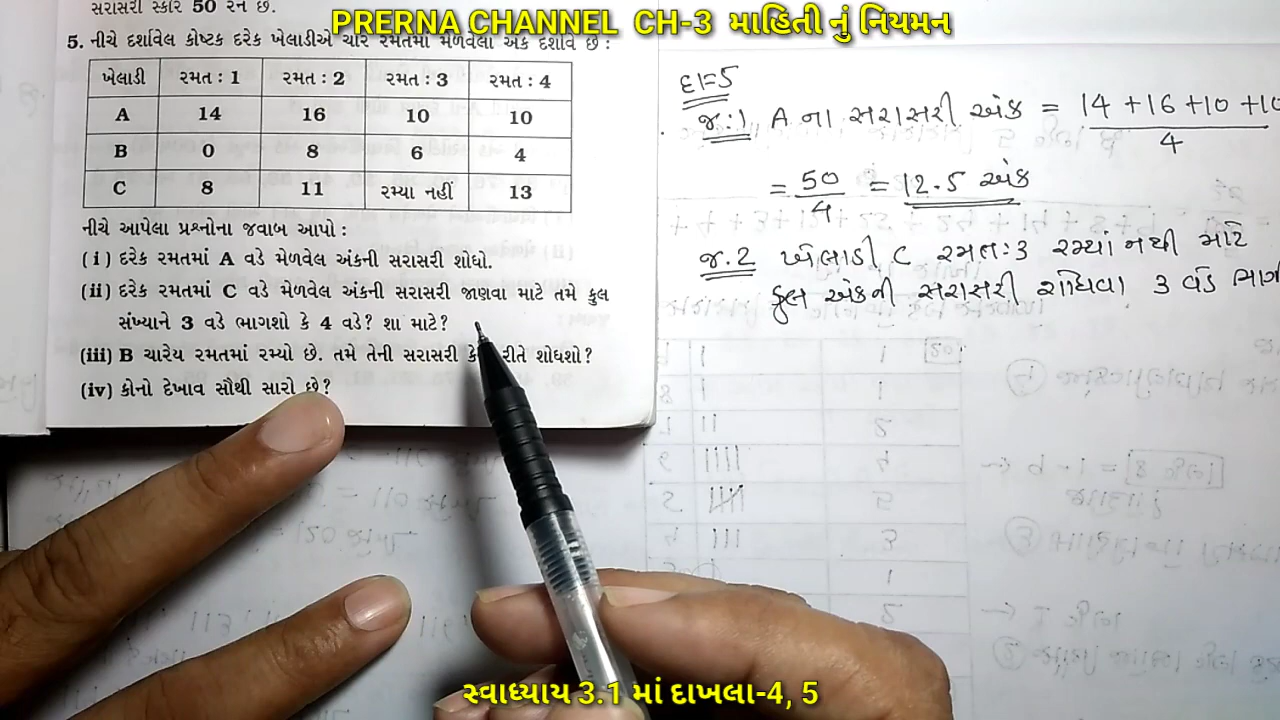 સરાસરી સ્કોર 50 રન છે.
PRERNA CHANNEL CH-3 માહિતી નું નિયમન
5. નીચે દર્શાવેલ કોષ્ટક દરેક ખેલાડીએ ચાર રમતમાં મેળવેલા અંક દર્શાવે છે :
ખેલાડી રમત : 1 રમત : 2 રમત : 3 રમત : 4
A 14 16 10 10
B 0 8 6 4
C 8 11 રમ્યા નહીં 13
નીચે આપેલા પ્રશ્નોના જવાબ આપો :
(i) દરેક રમતમાં A વડે મેળવેલ અંકની સરાસરી શોધો.
(ii) દરેક રમતમાં C વડે મેળવેલ અંકની સરાસરી જાણવા માટે તમે કુલ
સંખ્યાને 3 વડે ભાગશો કે 4 વડે? શા માટે?
(iii) B ચારેય રમતમાં રમ્યો છે. તમે તેની સરાસરી રીતે શોધશો?
(iv) કોનો દેખાવ સૌથી સારો છે?
દા=5
જ.1 A ના સરાસરી અંક = 14 + 16 + 10 + 10
4
= 50 = 12.5 અંક
4
જ.2 ખેલાડી C રમત:3 રમ્યાં નથી માટે
કુલ અંકની સરાસરી શોધવા 3 વડે ભાગ
સ્વાધ્યાય 3.1 માં દાખલા-4, 5